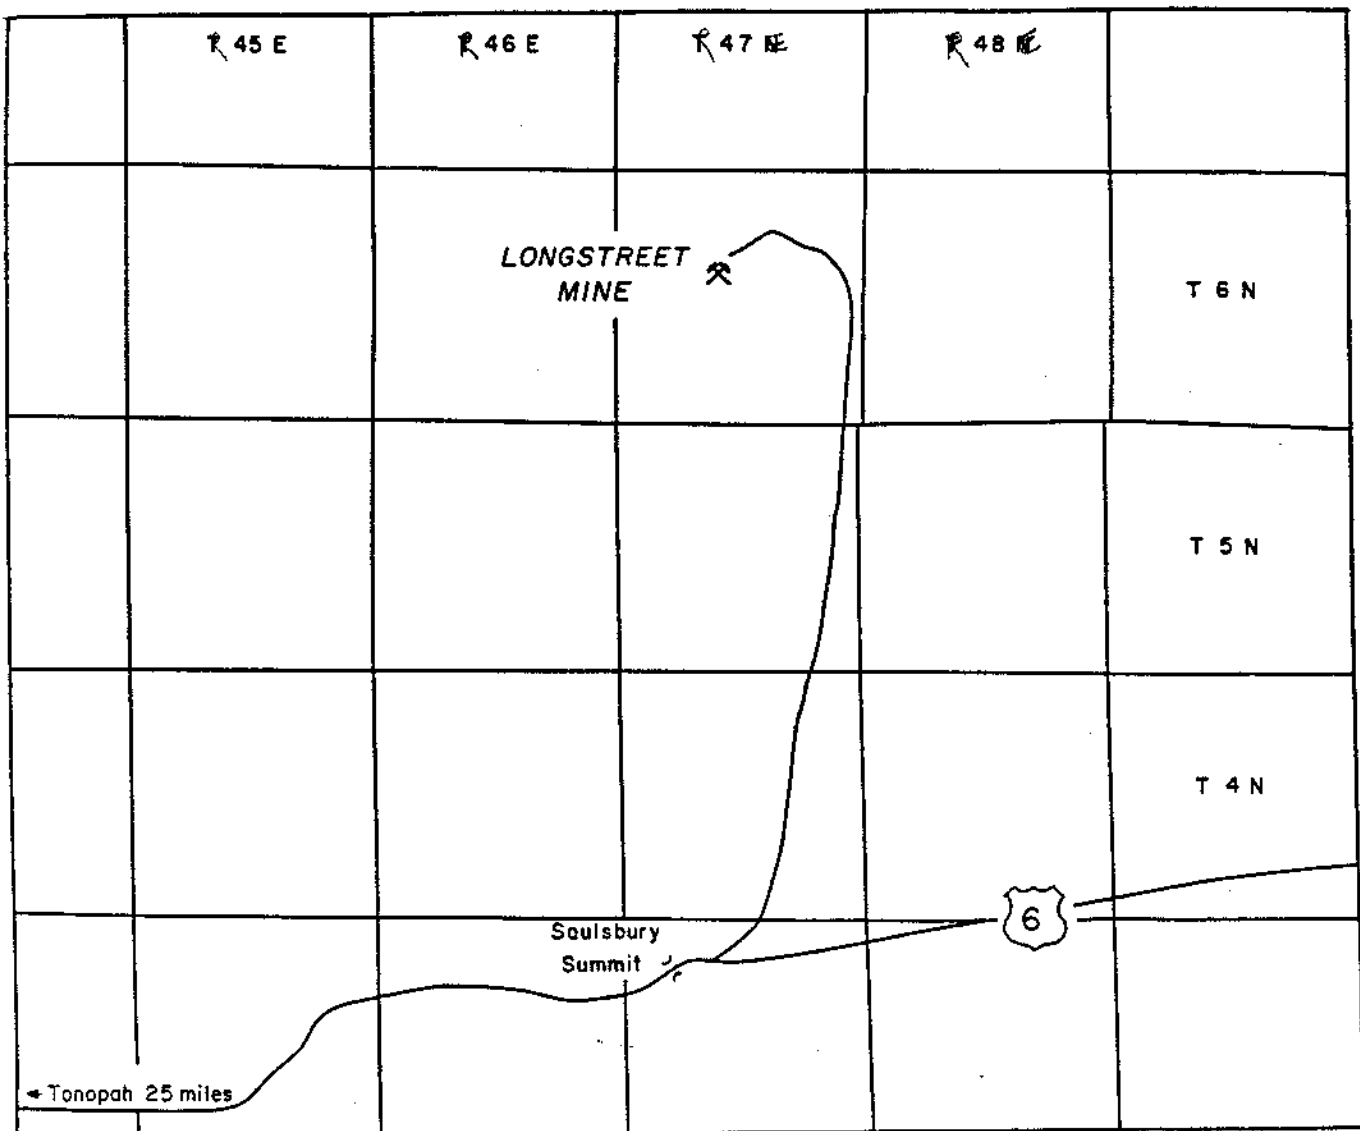 R 45 E
R 46 E
R 47 E
R 48 E
LONGSTREET
MINE
T 6 N
T 5 N
T 4 N
6
Saulsbury
Summit
Tonopah 25 miles